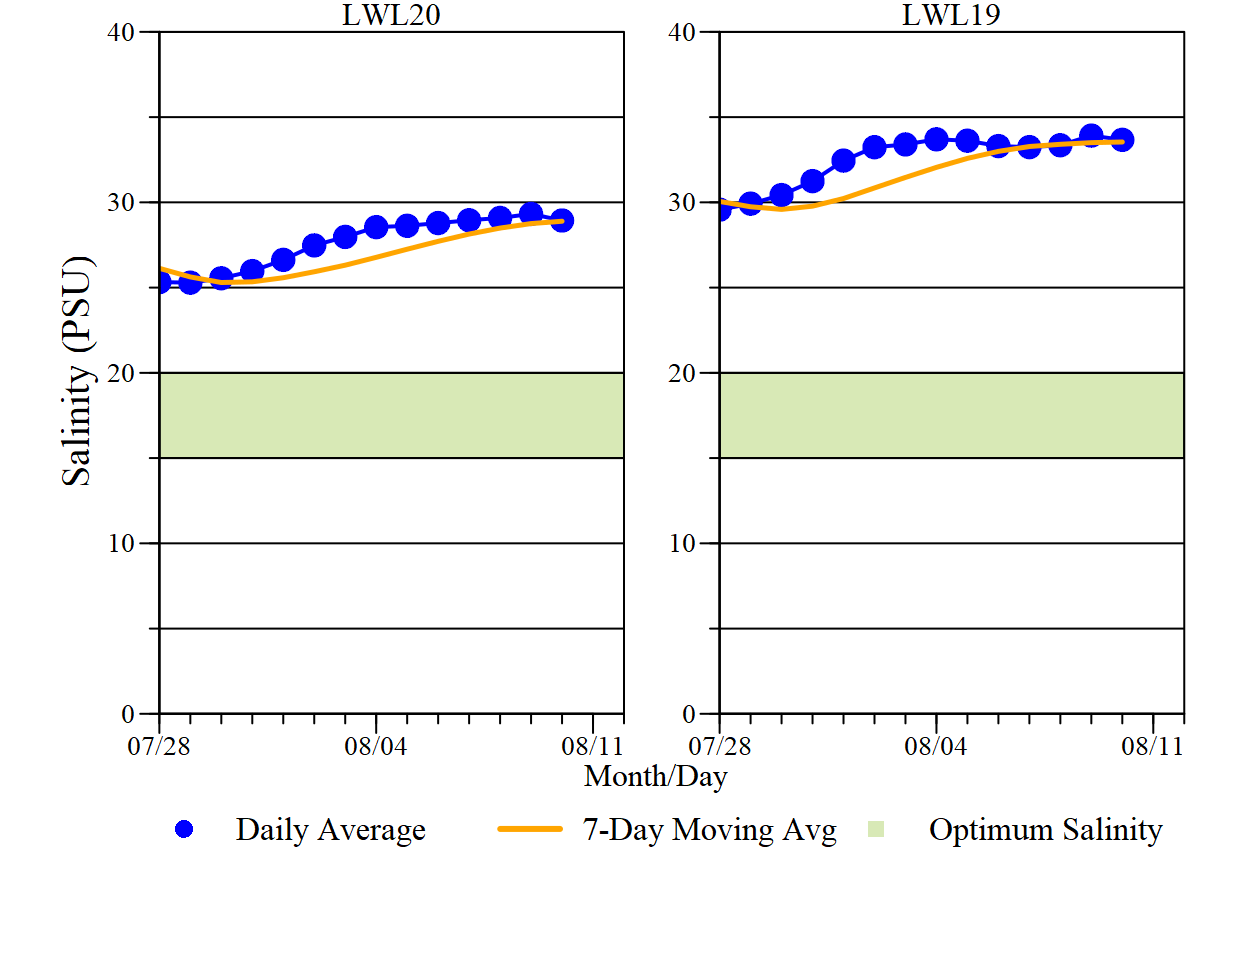 LWL20
LWL19
40
30
20
10
0
40
30
20
10
0
Salinity (PSU)
07/28
08/04
08/11
07/28
08/04
08/11
Month/Day
Daily Average
7-Day Moving Avg
Optimum Salinity